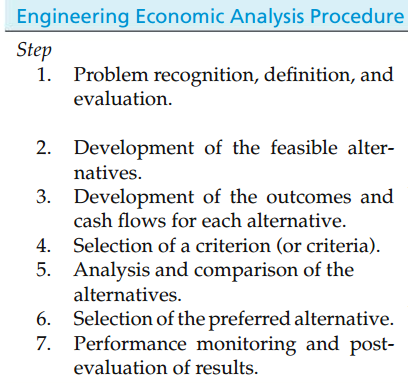 Engineering Economic Analysis Procedure
Step
1. Problem recognition, definition, and
evaluation.
2. Development of the feasible alter-
natives.
3. Development of the outcomes and
cash flows for each alternative.
4. Selection of a criterion (or criteria).
5. Analysis and comparison of the
alternatives.
6. Selection of the preferred alternative.
7. Performance monitoring and post-
evaluation of results.